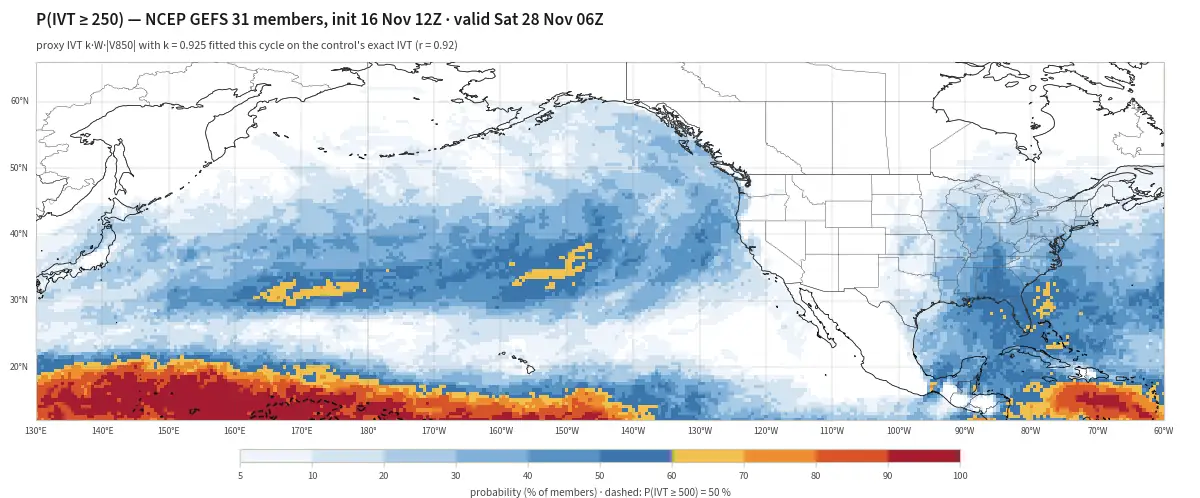 P(IVT ≥ 250) — NCEP GEFS 31 members, init 16 Nov 12Z · valid Sat 28 Nov 06Z
proxy IVT k·W·|V850| with k = 0.925 fitted this cycle on the control's exact IVT (r = 0.92)
60°N
50°N
40°N
30°N
20°N
130°E 140°E 150°E 160°E 170°E 180° 170°W 160°W 150°W 140°W 130°W 120°W 110°W 100°W 90°W 80°W 70°W 60°W
5 10 20 30 40 50 60 70 80 90 100
probability (% of members) · dashed: P(IVT ≥ 500) = 50 %